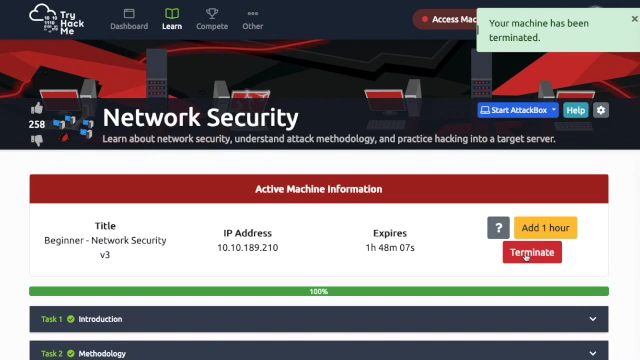 Try
Hack
Me
Dashboard
Learn
Compete
Other
Access Mac
Your machine has been
terminated.
×
258
Network Security
Learn about network security, understand attack methodology, and practice hacking into a target server.
Start AttackBox
Help
Active Machine Information
Title
Beginner - Network Security
v3
IP Address
10.10.189.210
Expires
1h 48m 07s
?
Add 1 hour
Terminate
100%
Task 1 Introduction
Task 2 Methodology